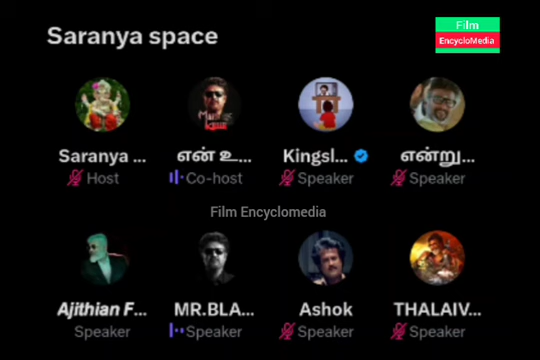 Film
EncycloMedia
Saranya space
Saranya ...
என் உ...
Kingsl...
என்று...
Host
Co-host
Speaker
Speaker
Film Encyclomedia
Ajithian F...
MR.BLA...
Ashok
THALAIV...
Speaker
Speaker
Speaker
Speaker